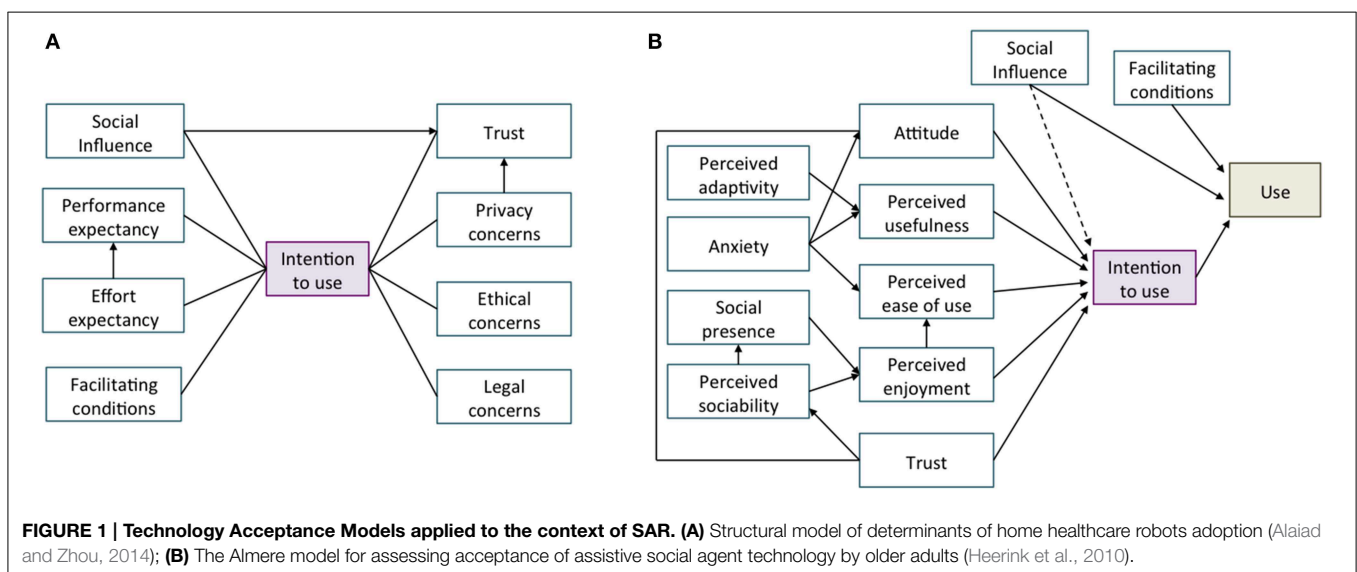 A
Social
Influence
Performance
expectancy
Effort
expectancy
Facilitating
conditions
Intention
to use
Trust
Privacy
concerns
Ethical
concerns
Legal
concerns
B
Social
Influence
Facilitating
conditions
Attitude
Perceived
adaptivity
Perceived
usefulness
Use
Anxiety
Perceived
ease of use
Intention
to use
Social
presence
Perceived
enjoyment
Perceived
sociability
Trust
FIGURE 1 | Technology Acceptance Models applied to the context of SAR. (A) Structural model of determinants of home healthcare robots adoption (Alaiad
and Zhou, 2014); (B) The Almere model for assessing acceptance of assistive social agent technology by older adults (Heerink et al., 2010).